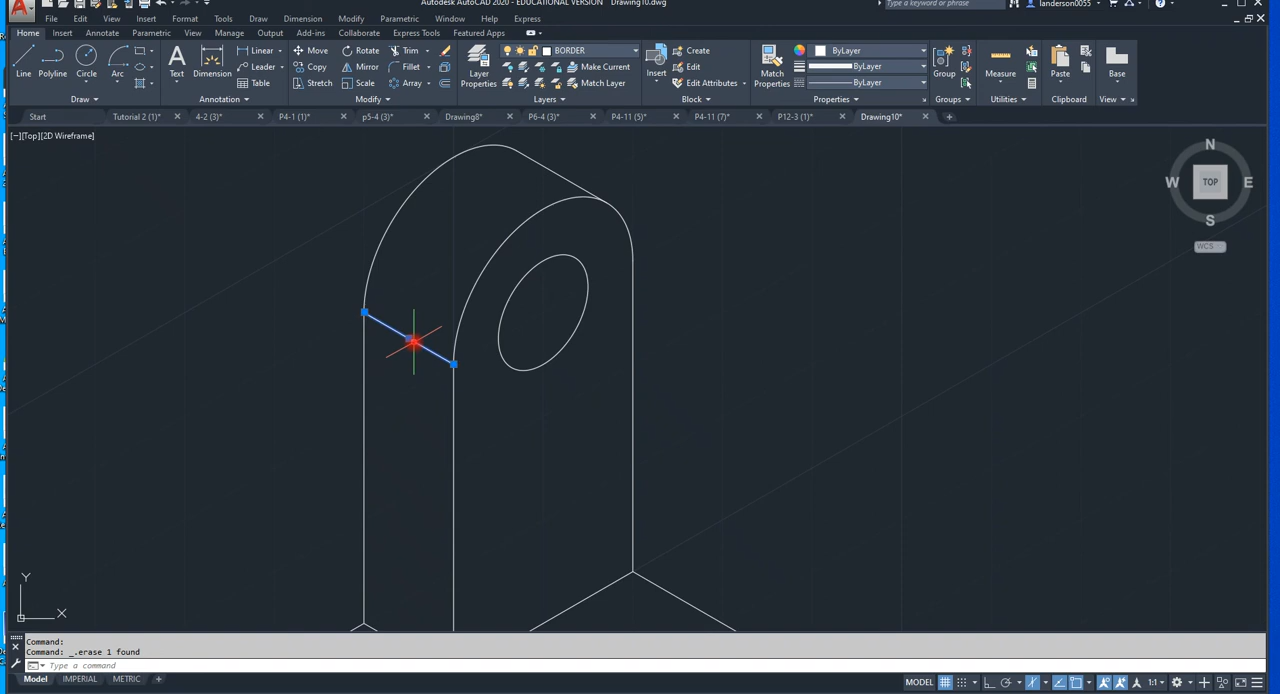 Autodesk AutoCAD 2020 - EDUCATIONAL VERSION Drawing10.dwg
Type a keyword or phrase
landerson0055
File Edit View Insert Format Tools Draw Dimension Modify Parametric Window Help Express
Home Insert Annotate Parametric View Manage Output Add-ins Collaborate Express Tools Featured Apps
Line Polyline Circle Arc
Draw
Text Dimension
Linear
Leader
Table
Annotation
Move Rotate Trim
Copy Mirror Fillet
Stretch Scale Array
Modify
Layer Properties
BORDER
Make Current
Match Layer
Layers
Insert
Create
Edit
Edit Attributes
Block
Match Properties
ByLayer
ByLayer
ByLayer
Properties
Group
Groups
Measure
Utilities
Paste
Clipboard
Base
View
Start Tutorial 2 (1)* 4-2 (3)* P4-1 (1)* p5-4 (3)* Drawing8* P6-4 (3)* P4-11 (5)* P4-11 (7)* P12-3 (1)* Drawing10*
[−][Top][2D Wireframe]
N
W TOP E
S
WCS
Y
X
Command:
Command: _.erase 1 found
Type a command
Model IMPERIAL METRIC +
MODEL
1:1